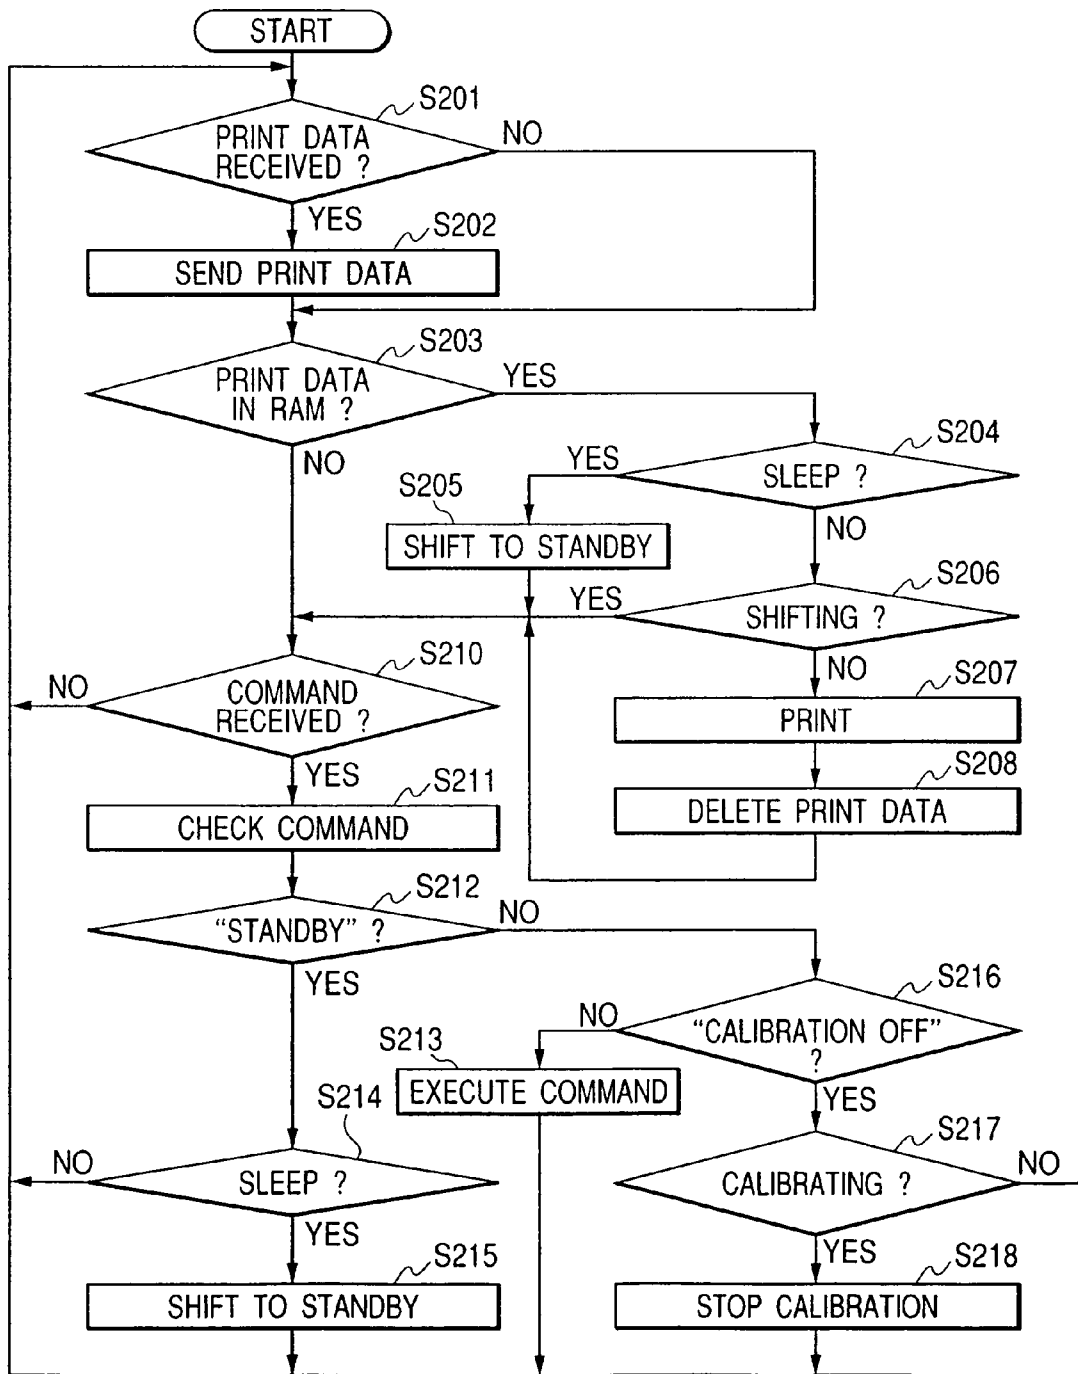 START
S201
PRINT DATA
RECEIVED ?
NO
YES
S202
SEND PRINT DATA
S203
PRINT DATA
IN RAM ?
YES
NO
S204
SLEEP ?
YES
NO
S205
SHIFT TO STANDBY
S206
SHIFTING ?
YES
NO
S207
PRINT
S208
DELETE PRINT DATA
S210
COMMAND
RECEIVED ?
NO
YES
S211
CHECK COMMAND
S212
“STANDBY” ?
NO
YES
S216
“CALIBRATION OFF”
?
NO
YES
S213
EXECUTE COMMAND
S214
SLEEP ?
NO
YES
S217
CALIBRATING ?
NO
YES
S215
SHIFT TO STANDBY
S218
STOP CALIBRATION